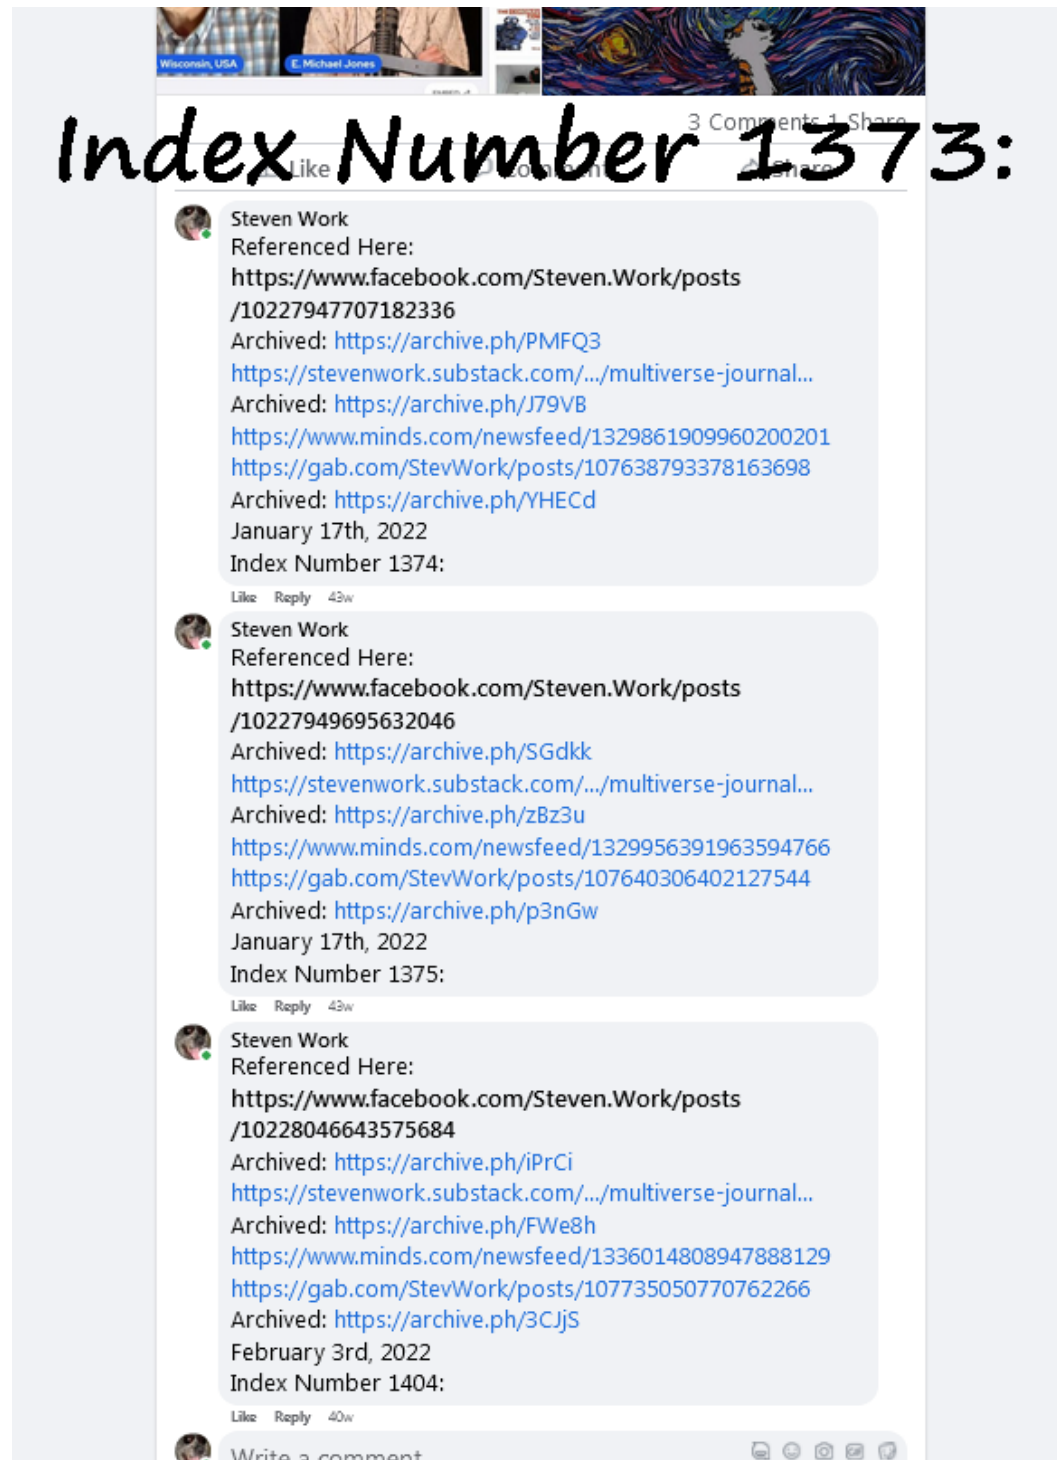 Wisconsin, USA
E. Michael Jones
3 Comments 1 Share
Index Number 1373:
Like Comment Share
Steven Work
Referenced Here:
https://www.facebook.com/Steven.Work/posts
/10227947707182336
Archived: https://archive.ph/PMFQ3
https://stevenwork.substack.com/.../multiverse-journal...
Archived: https://archive.ph/J79VB
https://www.minds.com/newsfeed/1329861909960200201
https://gab.com/StevWork/posts/107638793378163698
Archived: https://archive.ph/YHECd
January 17th, 2022
Index Number 1374:
Like Reply 43w
Steven Work
Referenced Here:
https://www.facebook.com/Steven.Work/posts
/10227949695632046
Archived: https://archive.ph/SGdkk
https://stevenwork.substack.com/.../multiverse-journal...
Archived: https://archive.ph/zBz3u
https://www.minds.com/newsfeed/1329956391963594766
https://gab.com/StevWork/posts/107640306402127544
Archived: https://archive.ph/p3nGw
January 17th, 2022
Index Number 1375:
Like Reply 43w
Steven Work
Referenced Here:
https://www.facebook.com/Steven.Work/posts
/10228046643575684
Archived: https://archive.ph/iPrCi
https://stevenwork.substack.com/.../multiverse-journal...
Archived: https://archive.ph/FWe8h
https://www.minds.com/newsfeed/1336014808947888129
https://gab.com/StevWork/posts/107735050770762266
Archived: https://archive.ph/3CJjS
February 3rd, 2022
Index Number 1404:
Like Reply 40w
Write a comment